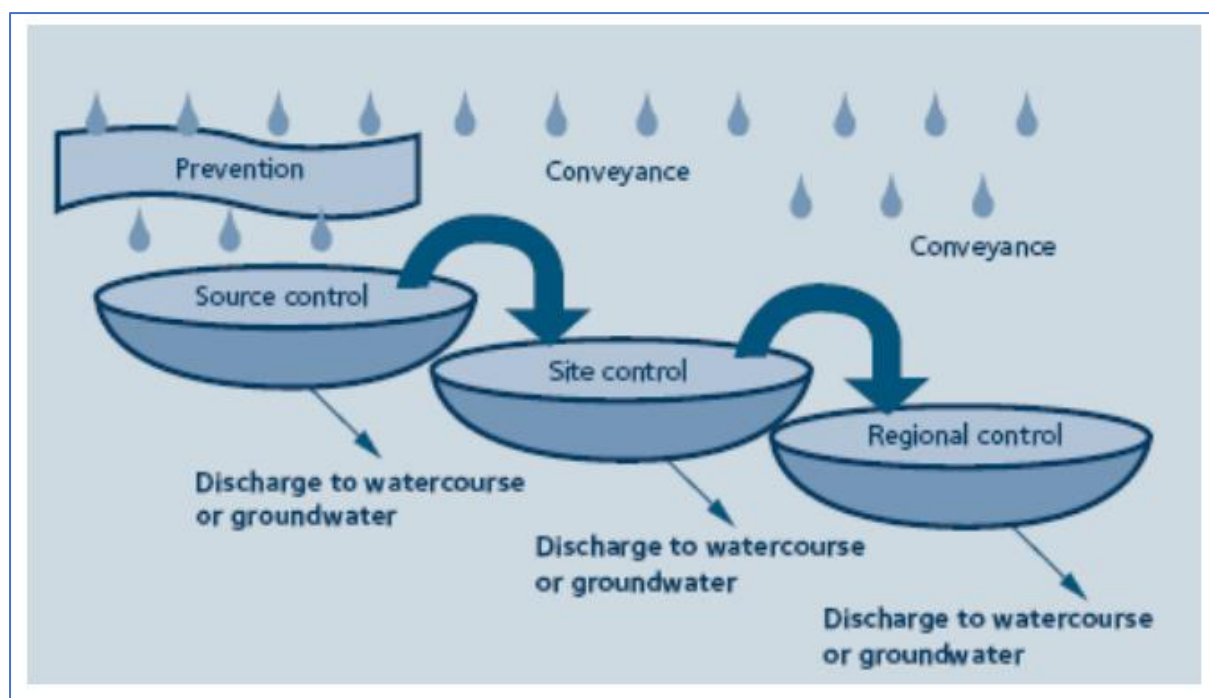 Prevention
Conveyance
Conveyance
Source control
Site control
Regional control
Discharge to watercourse
or groundwater
Discharge to watercourse
or groundwater
Discharge to watercourse
or groundwater